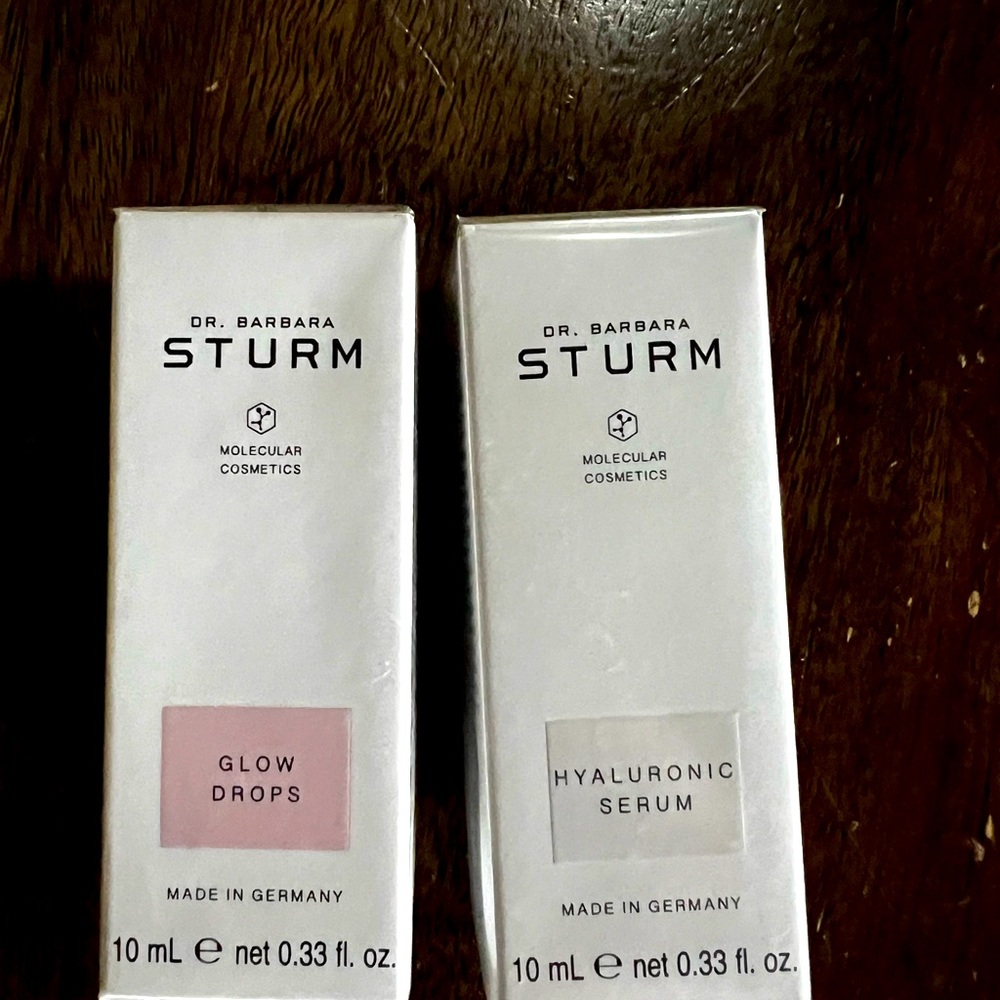 DR. BARBARA
STURM
MOLECULAR
COSMETICS
GLOW
DROPS
MADE IN GERMANY
10 mL ℮ net 0.33 fl. oz.
DR. BARBARA
STURM
MOLECULAR
COSMETICS
HYALURONIC
SERUM
MADE IN GERMANY
10 mL ℮ net 0.33 fl. oz.